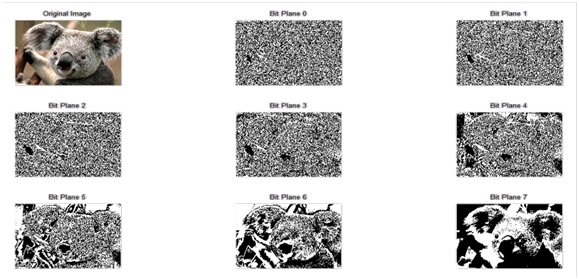 Original Image
Bit Plane 0
Bit Plane 1
Bit Plane 2
Bit Plane 3
Bit Plane 4
Bit Plane 5
Bit Plane 6
Bit Plane 7